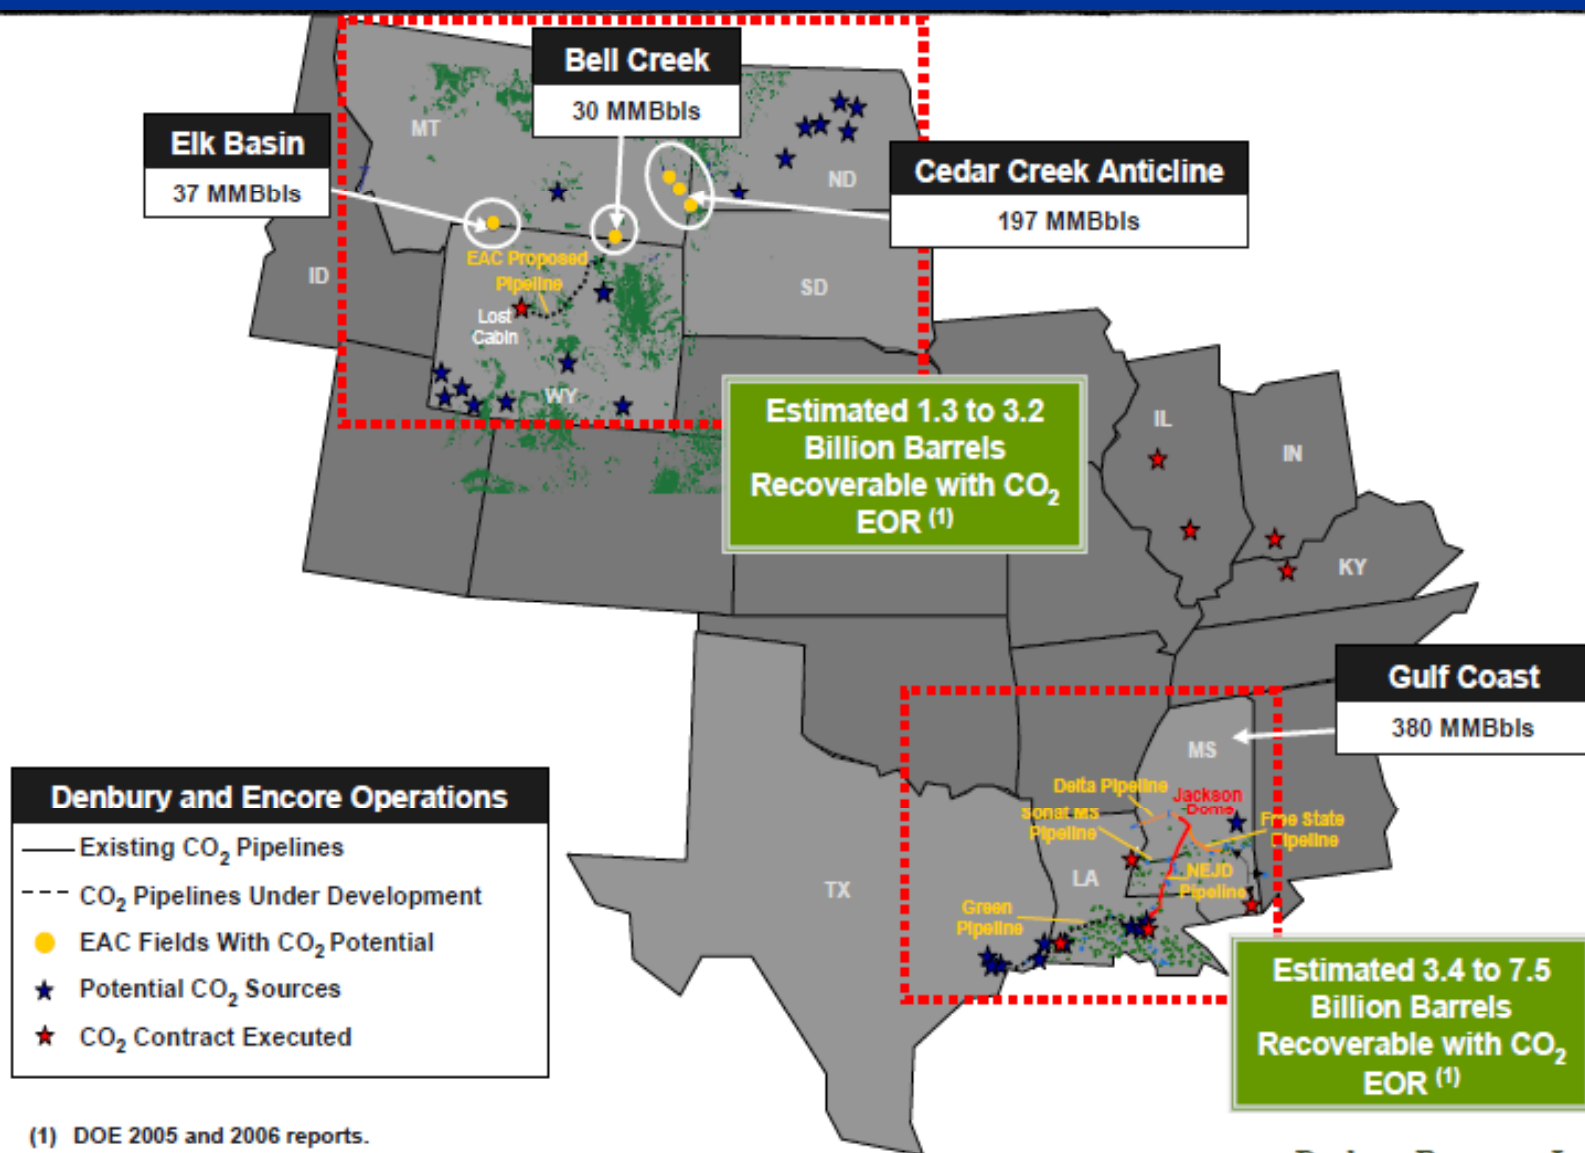 Bell Creek
30 MMBbls
Elk Basin
37 MMBbls
Cedar Creek Anticline
197 MMBbls
MT
ND
ID
SD
EAC Proposed
Pipeline
Lost
Cabin
WY
Estimated 1.3 to 3.2
Billion Barrels
Recoverable with CO2
EOR (1)
IL
IN
KY
Gulf Coast
380 MMBbls
MS
Delta Pipeline
Jackson
Dome
Sonat MS
Pipeline
Free State
Pipeline
LA
NEJD
Pipeline
TX
Green
Pipeline
Estimated 3.4 to 7.5
Billion Barrels
Recoverable with CO2
EOR (1)
Denbury and Encore Operations
Existing CO2 Pipelines
CO2 Pipelines Under Development
EAC Fields With CO2 Potential
Potential CO2 Sources
CO2 Contract Executed
(1) DOE 2005 and 2006 reports.